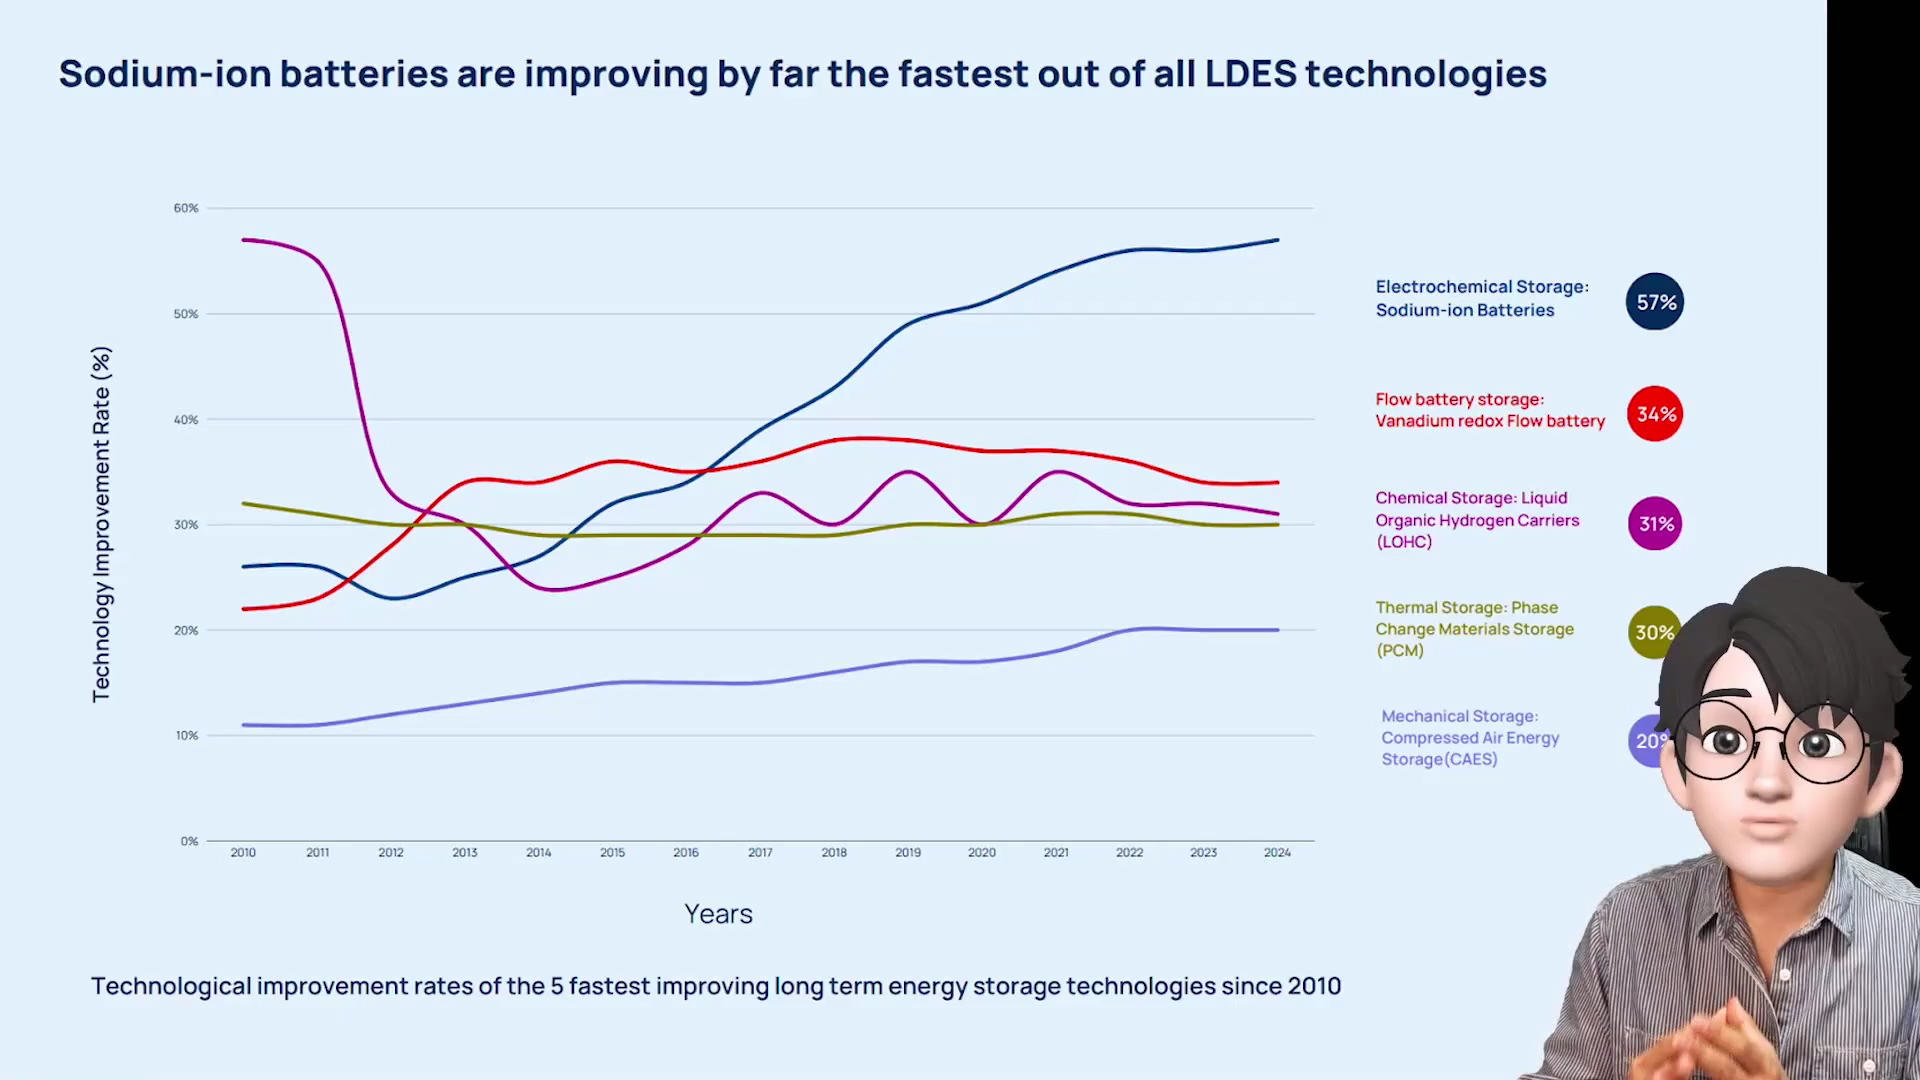 Sodium-ion batteries are improving by far the fastest out of all LDES technologies
Technology Improvement Rate (%)
60%
50%
40%
30%
20%
10%
0%
2010 2011 2012 2013 2014 2015 2016 2017 2018 2019 2020 2021 2022 2023 2024
Years
Electrochemical Storage:
Sodium-ion Batteries
57%
Flow battery storage:
Vanadium redox Flow battery
34%
Chemical Storage: Liquid
Organic Hydrogen Carriers
(LOHC)
31%
Thermal Storage: Phase
Change Materials Storage
(PCM)
30%
Mechanical Storage:
Compressed Air Energy
Storage(CAES)
20%
Technological improvement rates of the 5 fastest improving long term energy storage technologies since 2010